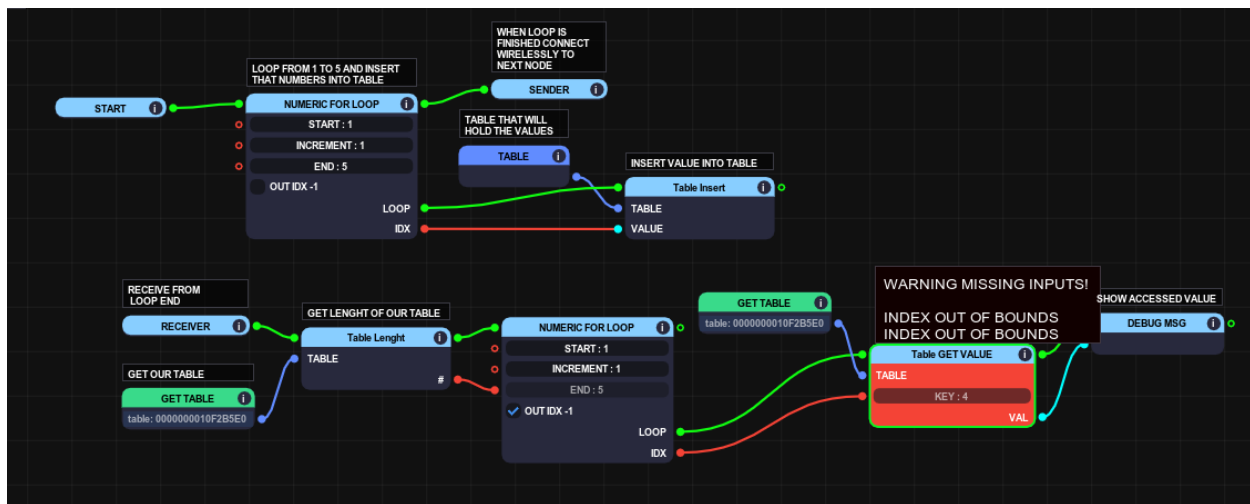 WHEN LOOP IS
FINISHED CONNECT
WIRELESSLY TO
NEXT NODE
LOOP FROM 1 TO 5 AND INSERT
THAT NUMBERS INTO TABLE
START
NUMERIC FOR LOOP
START : 1
INCREMENT : 1
END : 5
OUT IDX -1
LOOP
IDX
SENDER
TABLE THAT WILL
HOLD THE VALUES
TABLE
INSERT VALUE INTO TABLE
Table Insert
TABLE
VALUE
RECEIVE FROM
LOOP END
RECEIVER
GET OUR TABLE
GET TABLE
table: 0000000010F2B5E0
GET LENGHT OF OUR TABLE
Table Lenght
TABLE
#
NUMERIC FOR LOOP
START : 1
INCREMENT : 1
END : 5
OUT IDX -1
LOOP
IDX
GET TABLE
table: 0000000010F2B5E0
WARNING MISSING INPUTS!
INDEX OUT OF BOUNDS
INDEX OUT OF BOUNDS
Table GET VALUE
TABLE
KEY : 4
VAL
SHOW ACCESSED VALUE
DEBUG MSG